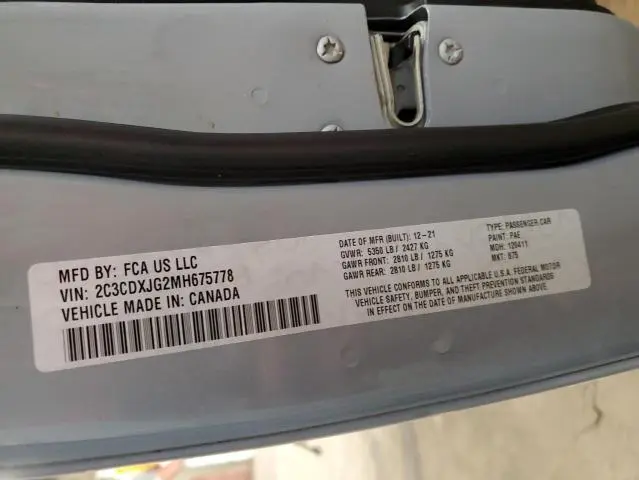 MFD BY: FCA US LLC
VIN: 2C3CDXJG2MH675778
VEHICLE MADE IN: CANADA
DATE OF MFR (BUILT): 12-21
GVWR: 5350 LB / 2427 KG
GAWR FRONT: 2810 LB / 1275 KG
GAWR REAR: 2810 LB / 1275 KG
TYPE: PASSENGER CAR
PAINT: PAE
MDH: 120411
MKT: 875
THIS VEHICLE CONFORMS TO ALL APPLICABLE U.S.A. FEDERAL MOTOR
VEHICLE SAFETY, BUMPER, AND THEFT PREVENTION STANDARDS
IN EFFECT ON THE DATE OF MANUFACTURE SHOWN ABOVE.